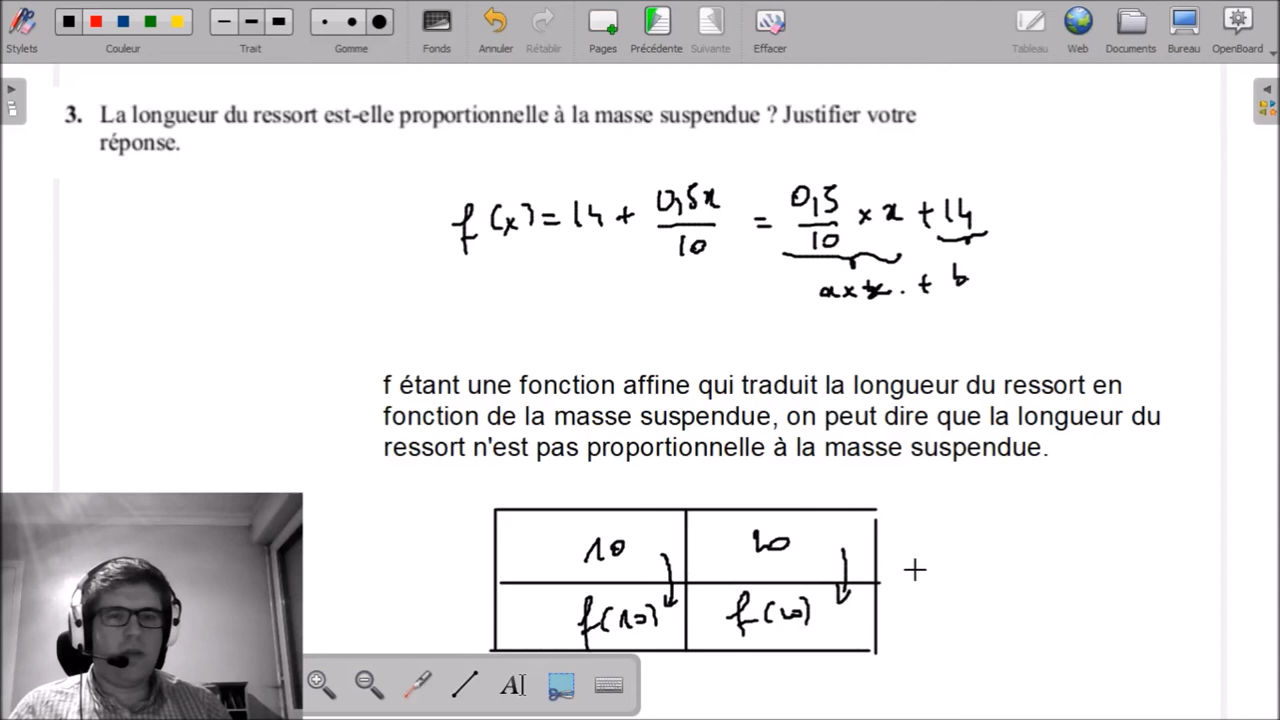 Stylets
Couleur
Trait
Gomme
Fonds
Annuler
Rétablir
Pages
Précédente
Suivante
Effacer
Tableau
Web
Documents
Bureau
OpenBoard
3. La longueur du ressort est-elle proportionnelle à la masse suspendue ? Justifier votre
réponse.
f(x) = 14 + 0,5x/10 = 0,5/10 × x + 14
a × x + b
f étant une fonction affine qui traduit la longueur du ressort en
fonction de la masse suspendue, on peut dire que la longueur du
ressort n'est pas proportionnelle à la masse suspendue.
10 20
f(10) f(20)